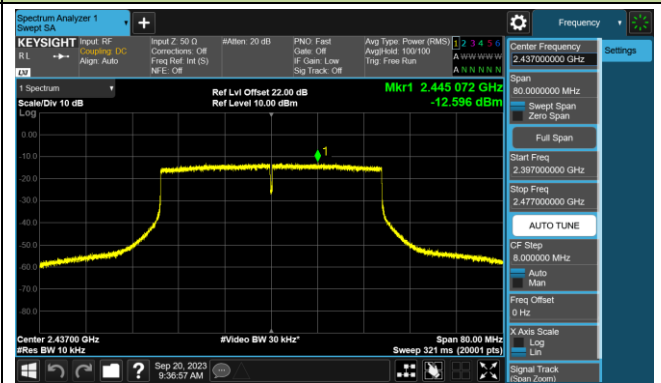 Spectrum Analyzer 1
Swept SA
Frequency
KEYSIGHT
RL
LXI
Input: RF
Coupling: DC
Align: Auto
Input Z: 50 Ω
Corrections: Off
Freq Ref: Int (S)
NFE: Off
#Atten: 20 dB
PNO: Fast
Gate: Off
IF Gain: Low
Sig Track: Off
Avg Type: Power (RMS)
Avg|Hold: 100/100
Trig: Free Run
1 2 3 4 5 6
A W W W W W
A N N N N N
Center Frequency
2.437000000 GHz
Settings
Span
80.0000000 MHz
Swept Span
Zero Span
Full Span
Start Freq
2.397000000 GHz
Stop Freq
2.477000000 GHz
AUTO TUNE
CF Step
8.000000 MHz
Auto
Man
Freq Offset
0 Hz
X Axis Scale
Log
Lin
Signal Track
(Span Zoom)
1 Spectrum
Scale/Div 10 dB
Log
Ref Lvl Offset 22.00 dB
Ref Level 10.00 dBm
Mkr1 2.445 072 GHz
-12.596 dBm
1
0.00
-10.0
-20.0
-30.0
-40.0
-50.0
-60.0
-70.0
-80.0
Center 2.43700 GHz
#Res BW 10 kHz
#Video BW 30 kHz*
Span 80.00 MHz
Sweep 321 ms (20001 pts)
?
Sep 20, 2023
9:36:57 AM